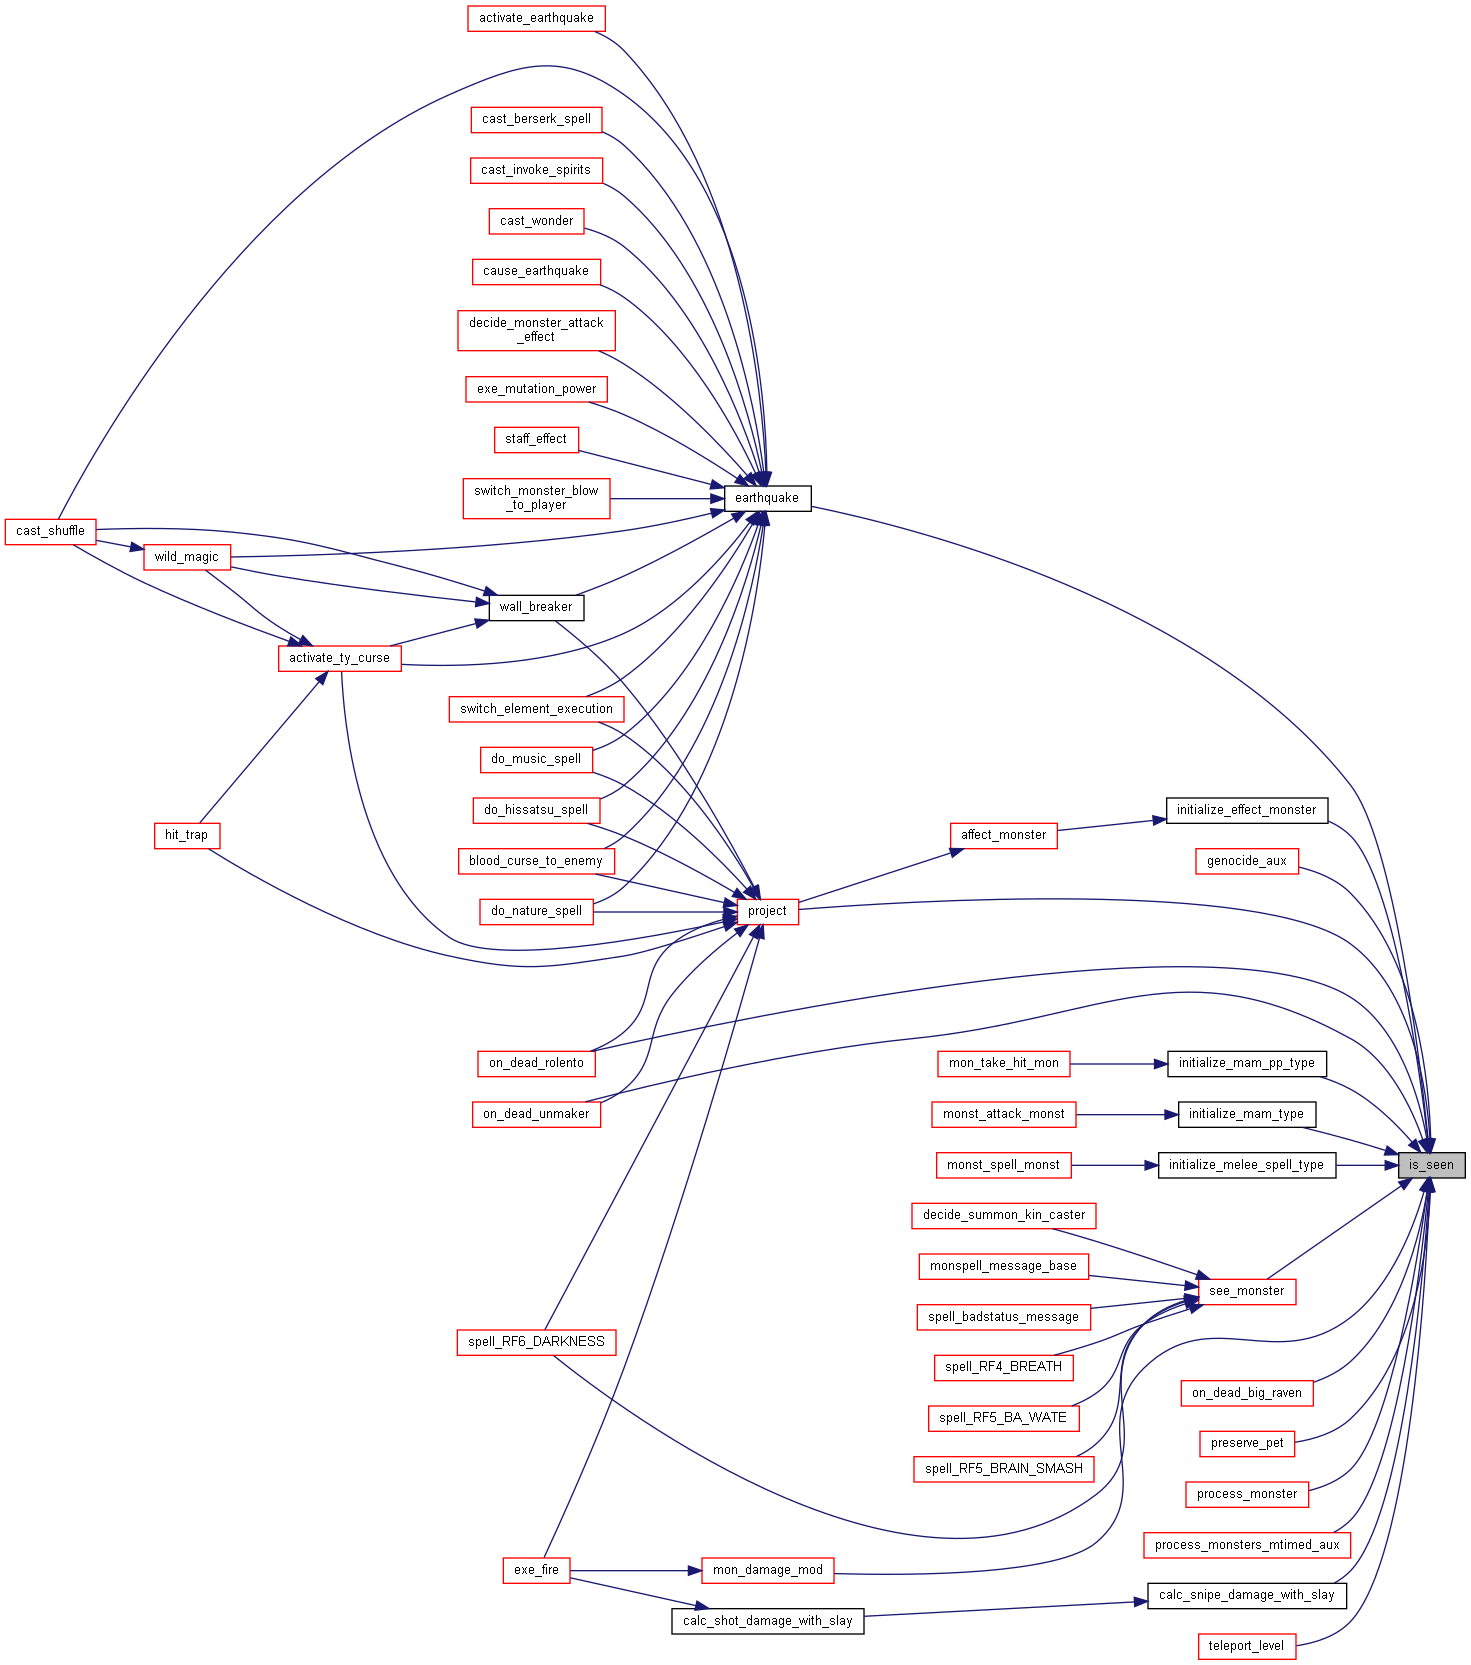 activate_earthquake
cast_berserk_spell
cast_invoke_spirits
cast_wonder
cause_earthquake
decide_monster_attack
_effect
exe_mutation_power
staff_effect
switch_monster_blow
_to_player
earthquake
cast_shuffle
wild_magic
wall_breaker
activate_ty_curse
switch_element_execution
do_music_spell
do_hissatsu_spell
initialize_effect_monster
hit_trap
affect_monster
blood_curse_to_enemy
genocide_aux
do_nature_spell
project
on_dead_rolento
mon_take_hit_mon
initialize_mam_pp_type
on_dead_unmaker
monst_attack_monst
initialize_mam_type
monst_spell_monst
initialize_melee_spell_type
is_seen
decide_summon_kin_caster
monspell_message_base
see_monster
spell_badstatus_message
spell_RF6_DARKNESS
spell_RF4_BREATH
on_dead_big_raven
spell_RF5_BA_WATE
preserve_pet
spell_RF5_BRAIN_SMASH
process_monster
process_monsters_mtimed_aux
exe_fire
mon_damage_mod
calc_snipe_damage_with_slay
calc_shot_damage_with_slay
teleport_level